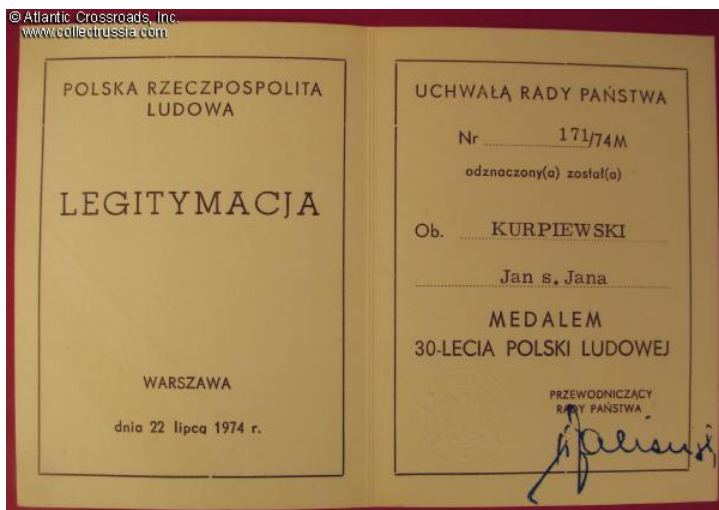 © Atlantic Crossroads, Inc.
www.collectrussia.com
POLSKA RZECZPOSPOLITA
LUDOWA
LEGITYMACJA
WARSZAWA
dnia 22 lipca 1974 r.
UCHWAŁĄ RADY PAŃSTWA
Nr 171/74M
odznaczony(a) został(a)
Ob. KURPIEWSKI
Jan s. Jana
MEDALEM
30-LECIA POLSKI LUDOWEJ
PRZEWODNICZĄCY
RADY PAŃSTWA